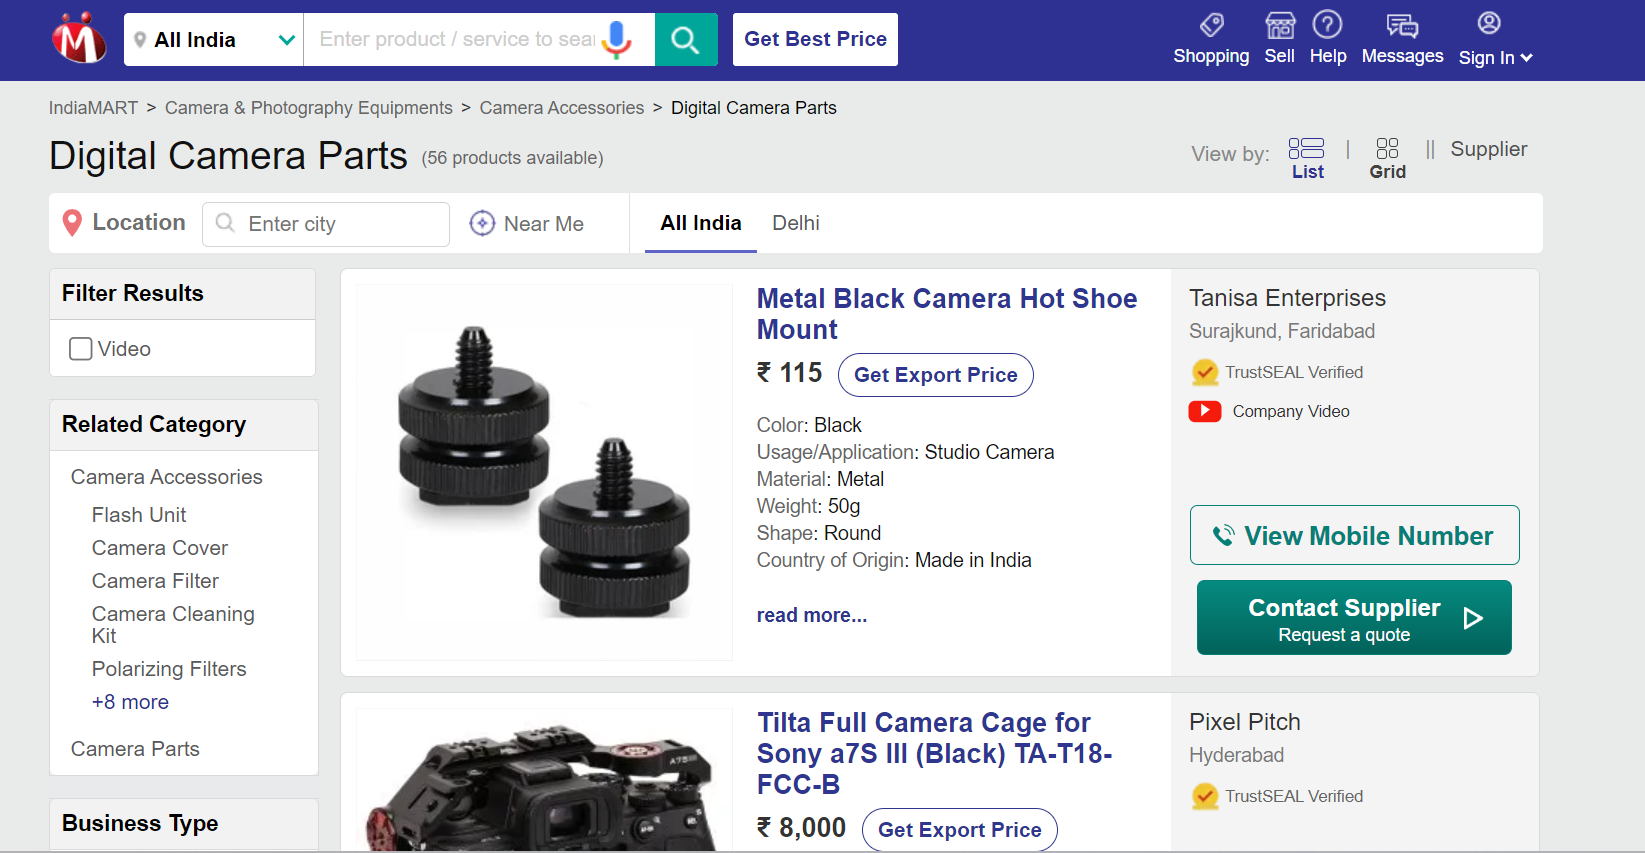 M
All India
Enter product / service to sear
Get Best Price
Shopping
Sell
Help
Messages
Sign In
IndiaMART > Camera & Photography Equipments > Camera Accessories > Digital Camera Parts
Digital Camera Parts (56 products available)
View by:
List
|
Grid
||
Supplier
Location
Enter city
Near Me
All India
Delhi
Filter Results
Video
Related Category
Camera Accessories
Flash Unit
Camera Cover
Camera Filter
Camera Cleaning
Kit
Polarizing Filters
+8 more
Camera Parts
Business Type
Metal Black Camera Hot Shoe
Mount
₹ 115
Get Export Price
Color: Black
Usage/Application: Studio Camera
Material: Metal
Weight: 50g
Shape: Round
Country of Origin: Made in India
read more...
Tanisa Enterprises
Surajkund, Faridabad
TrustSEAL Verified
Company Video
View Mobile Number
Contact Supplier
Request a quote
A7SIII
Tilta Full Camera Cage for
Sony a7S III (Black) TA-T18-
FCC-B
₹ 8,000
Get Export Price
Pixel Pitch
Hyderabad
TrustSEAL Verified